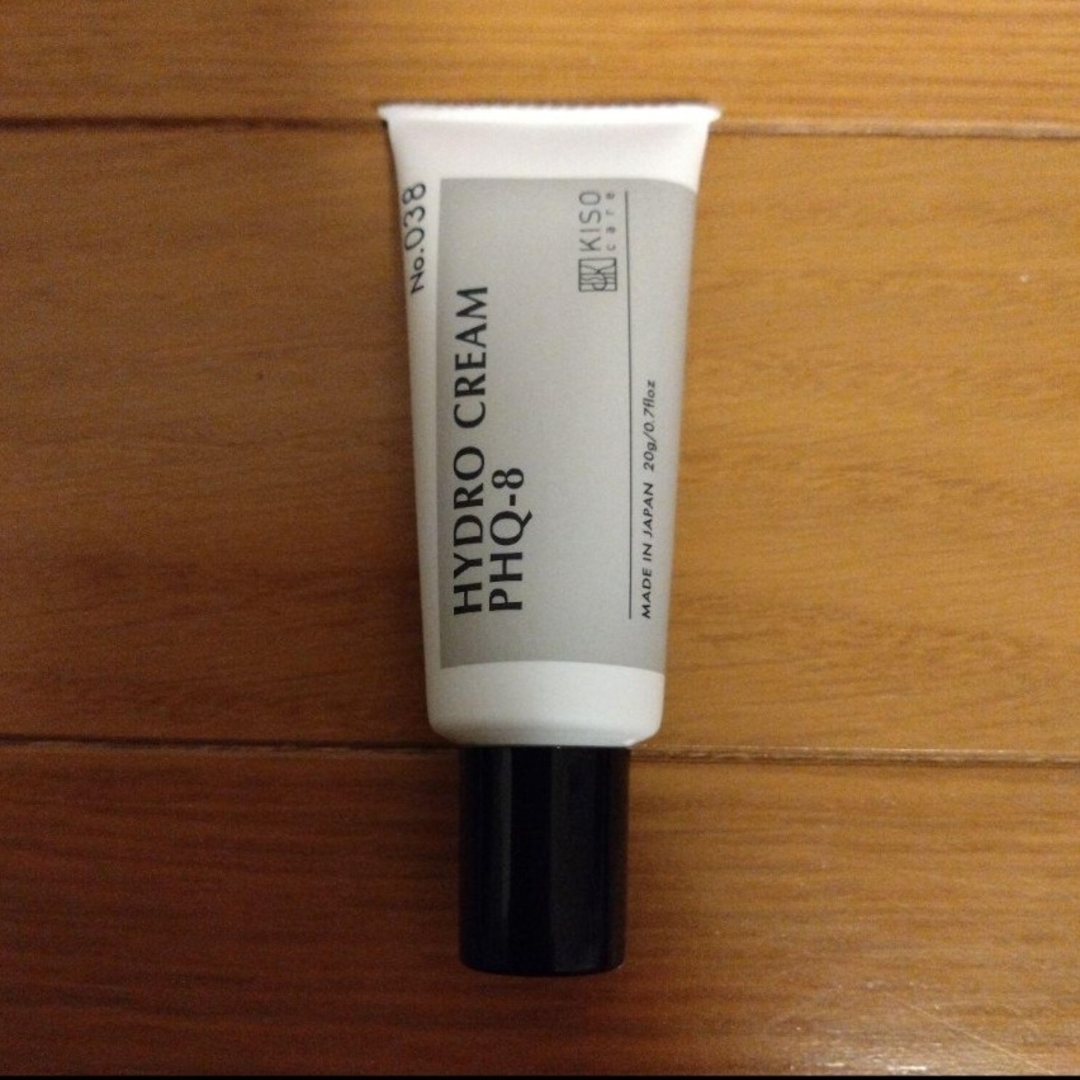 No.038
HYDRO CREAM
PHQ-8
KISO
care
MADE IN JAPAN 20g/0.7floz